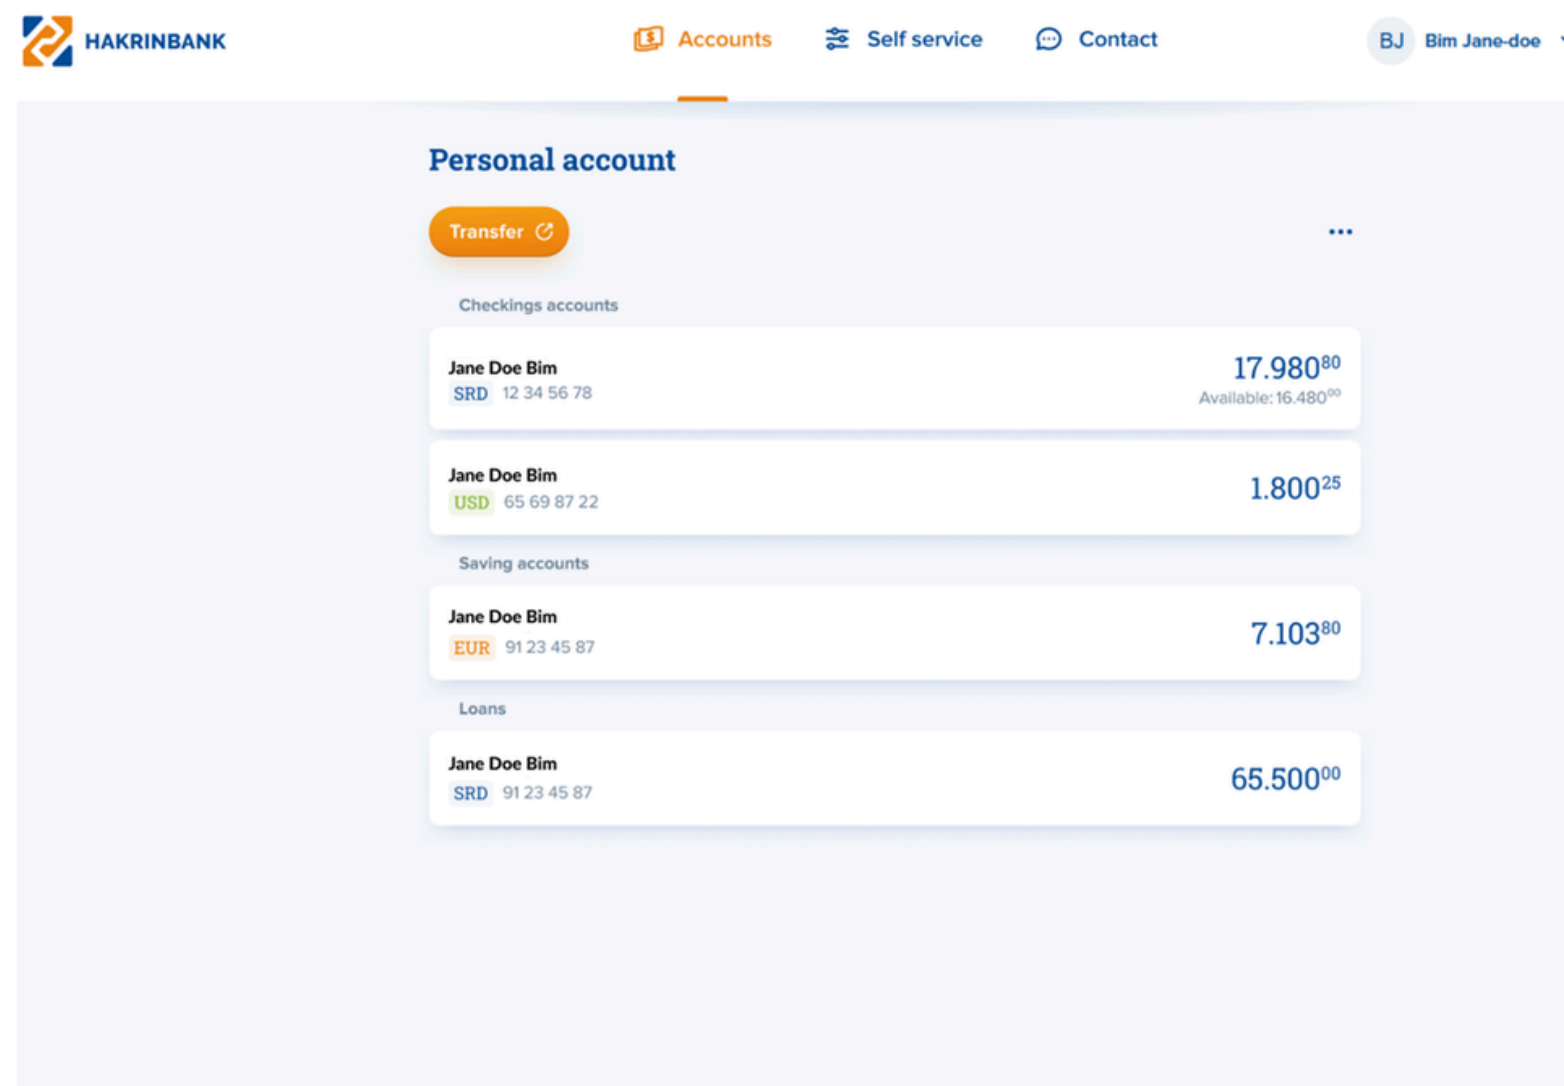 HAKRINBANK
Accounts
Self service
Contact
BJ
Bim Jane-doe
Personal account
Transfer
Checkings accounts
Jane Doe Bim
17.980⁸⁰
SRD 12 34 56 78
Available: 16.480⁰⁰
Jane Doe Bim
1.800²⁵
USD 65 69 87 22
Saving accounts
Jane Doe Bim
7.103⁸⁰
EUR 91 23 45 87
Loans
Jane Doe Bim
65.500⁰⁰
SRD 91 23 45 87